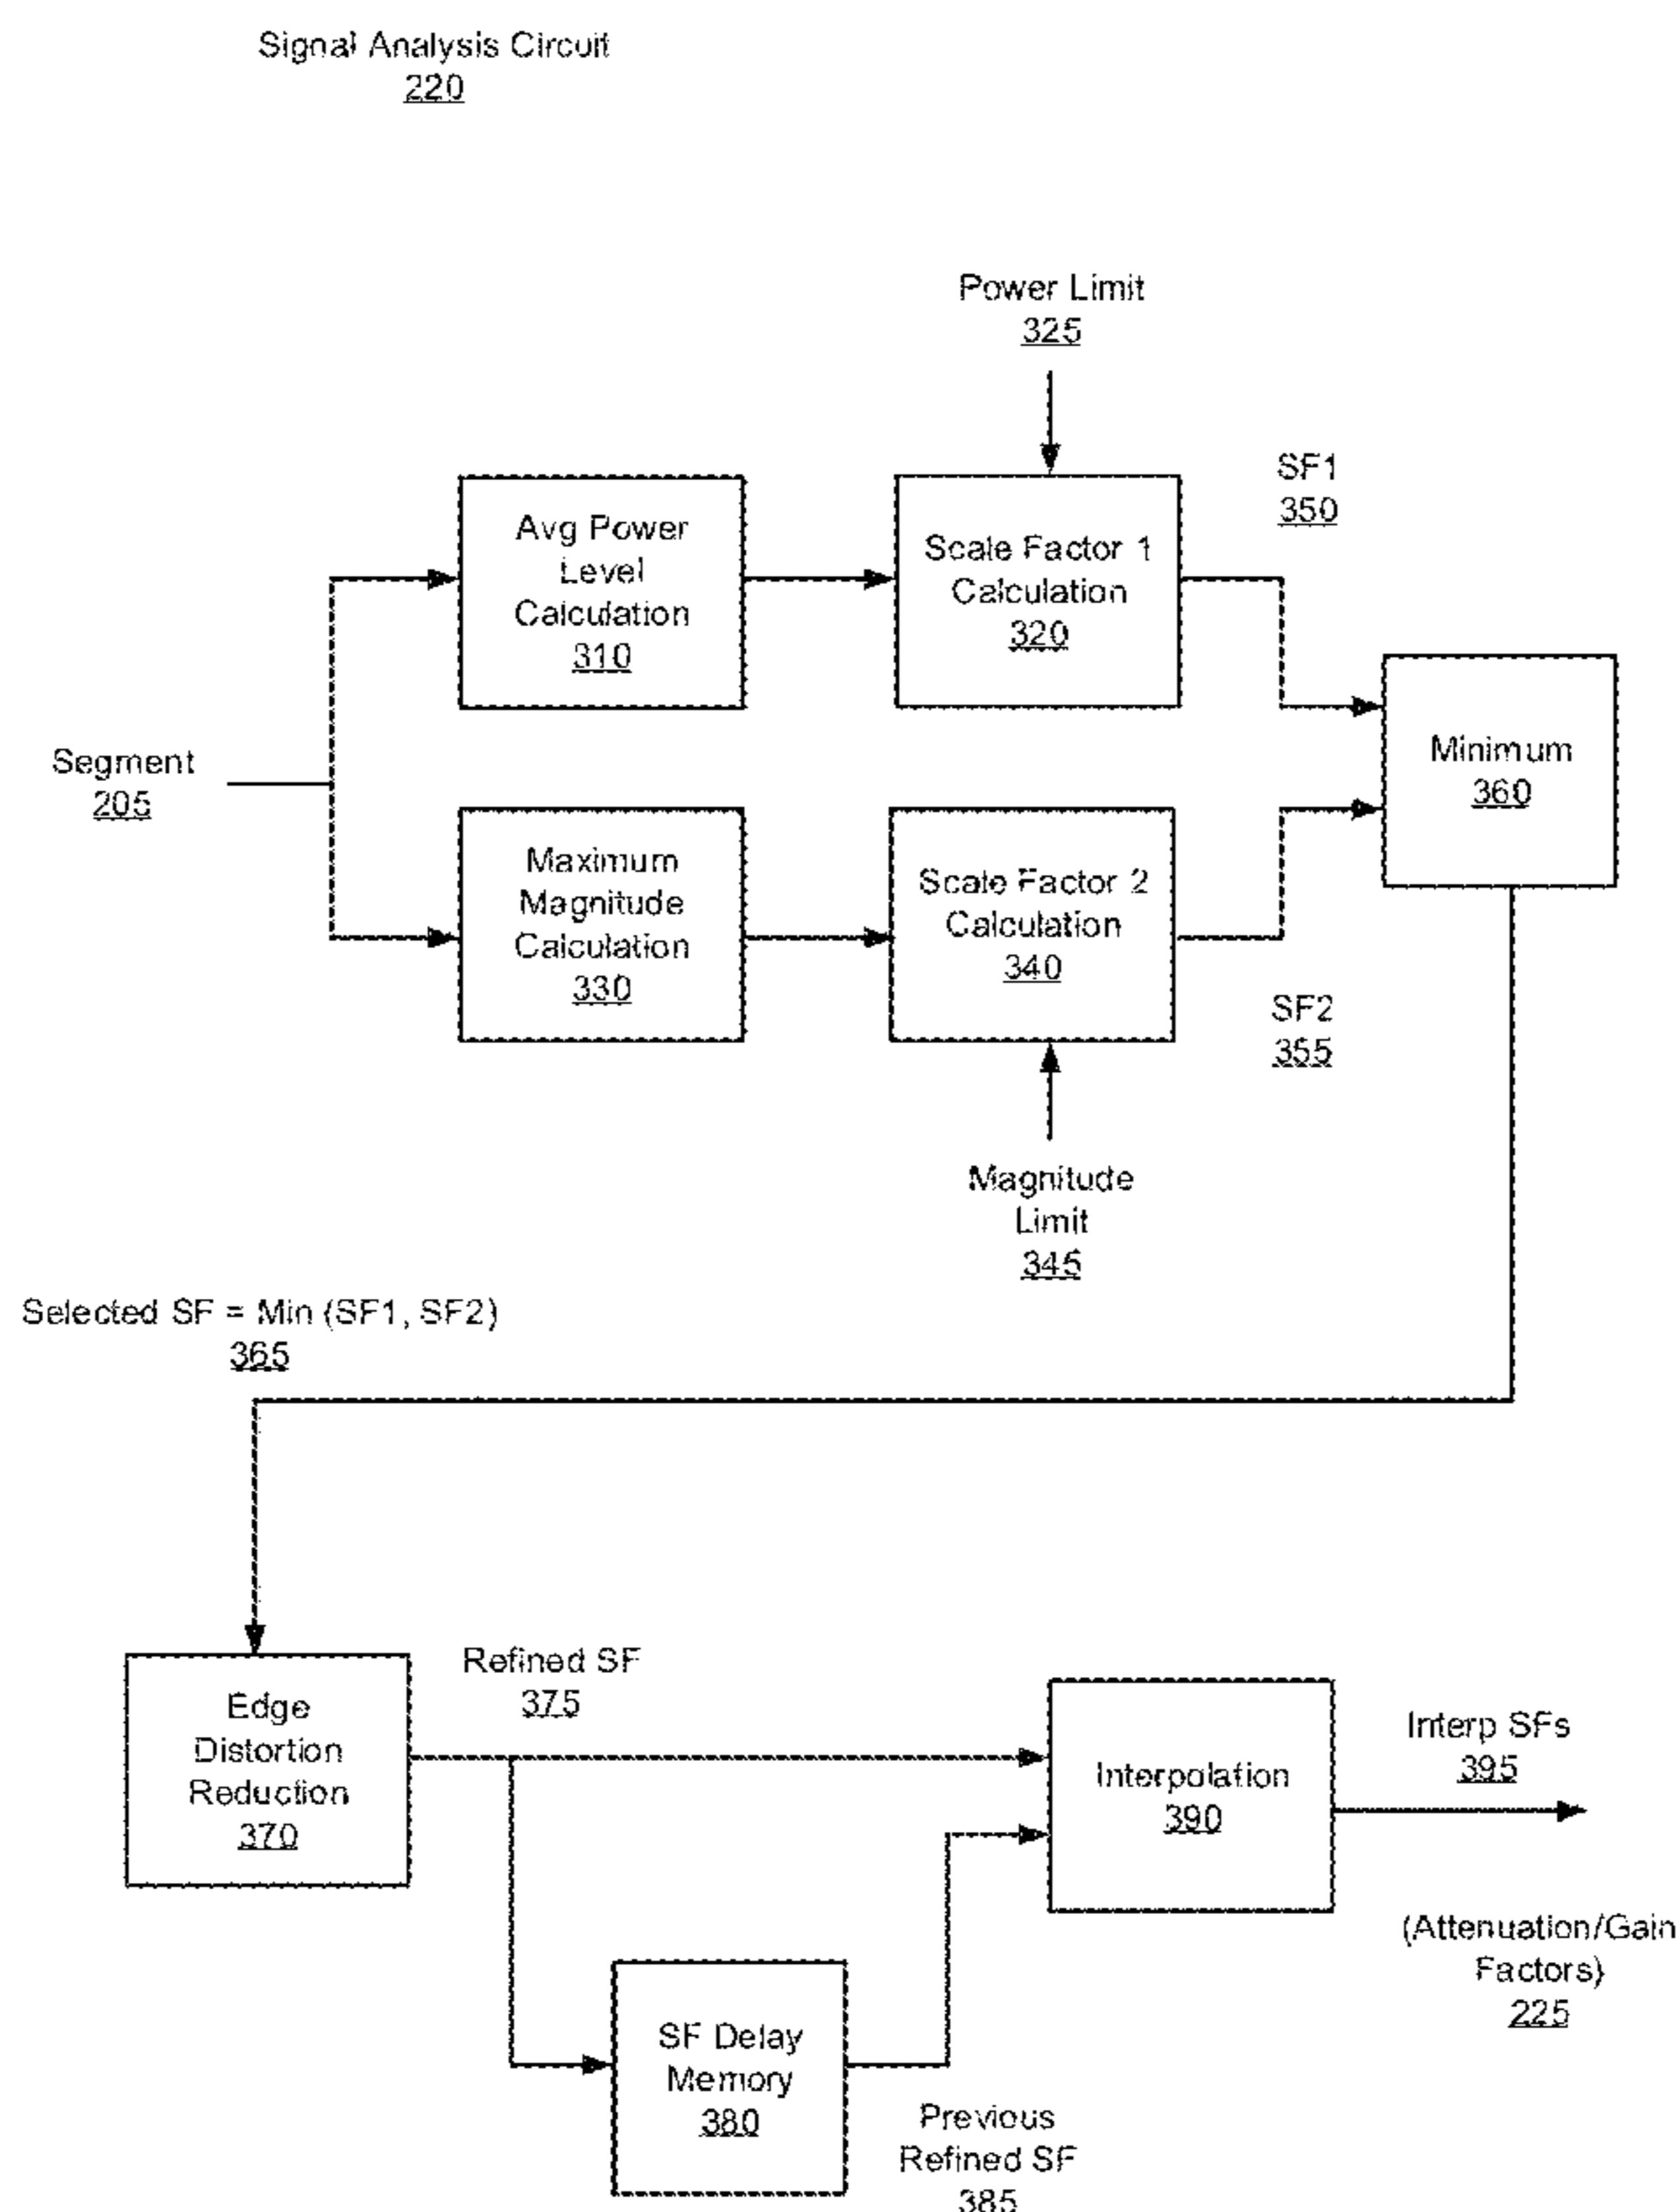 Signal Analysis Circuit
220
Power Limit
325
SF1
350
Avg Power
Level
Calculation
310
Scale Factor 1
Calculation
320
Segment
205
Minimum
360
Maximum
Magnitude
Calculation
330
Scale Factor 2
Calculation
340
SF2
355
Magnitude
Limit
345
Selected SF = Min (SF1, SF2)
365
Edge
Distortion
Reduction
370
Refined SF
375
Interpolation
390
Interp SFs
395
(Attenuation/Gain
Factors)
225
SF Delay
Memory
380
Previous
Refined SF
385